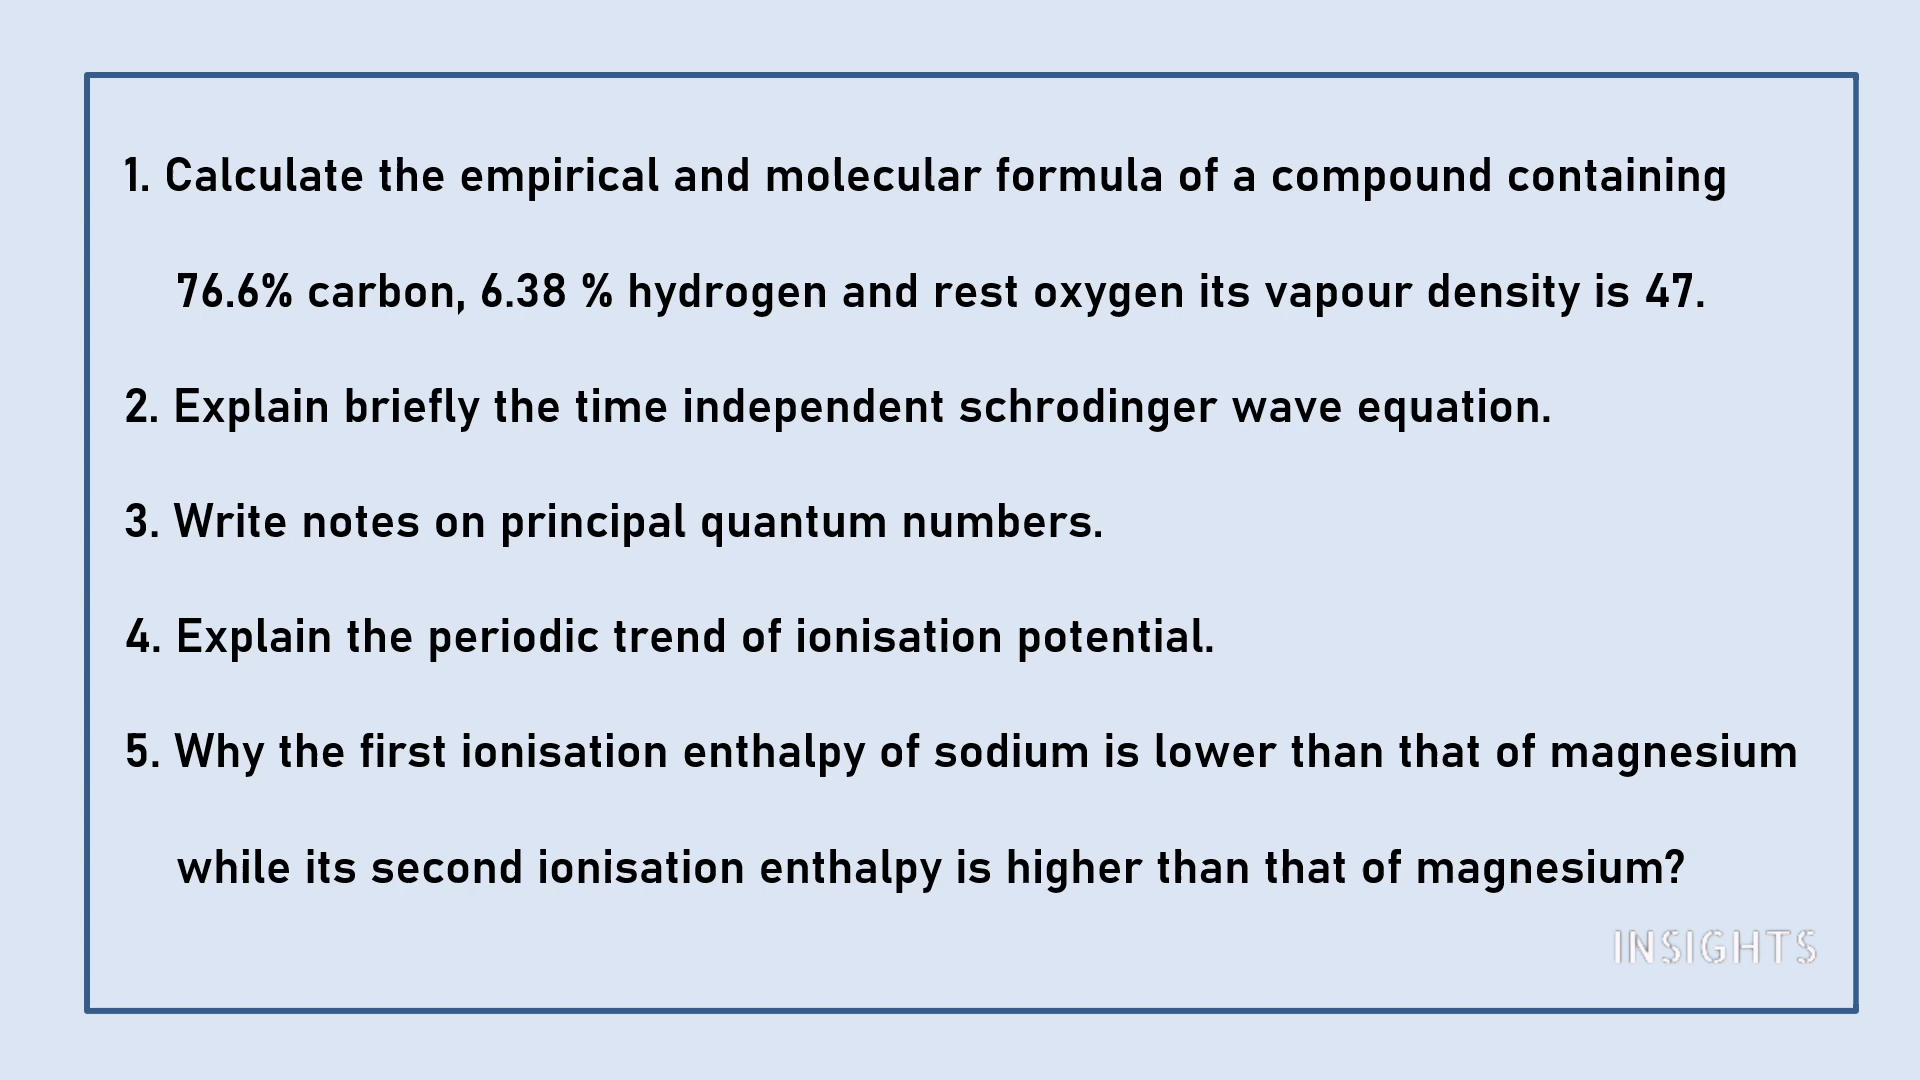 1. Calculate the empirical and molecular formula of a compound containing
76.6% carbon, 6.38 % hydrogen and rest oxygen its vapour density is 47.
2. Explain briefly the time independent schrodinger wave equation.
3. Write notes on principal quantum numbers.
4. Explain the periodic trend of ionisation potential.
5. Why the first ionisation enthalpy of sodium is lower than that of magnesium
while its second ionisation enthalpy is higher than that of magnesium?
INSIGHTS